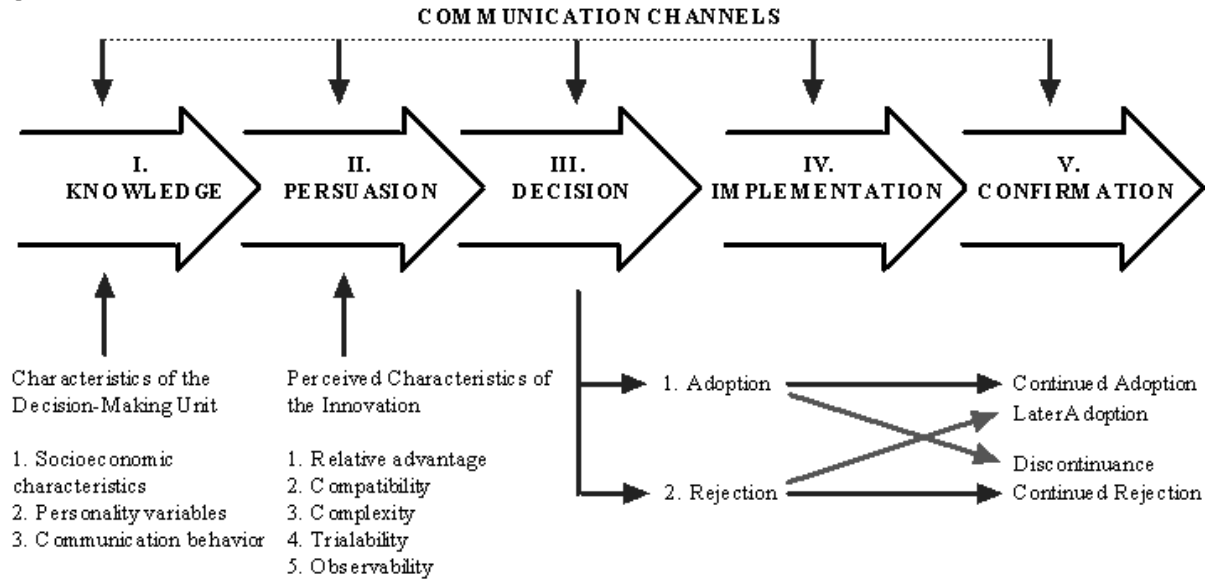 COMMUNICATION CHANNELS
I.
KNOWLEDGE
II.
PERSUASION
III.
DECISION
IV.
IMPLEMENTATION
V.
CONFIRMATION
Characteristics of the
Decision-Making Unit
1. Socioeconomic
characteristics
2. Personality variables
3. Communication behavior
Perceived Characteristics of
the Innovation
1. Relative advantage
2. Compatibility
3. Complexity
4. Trialability
5. Observability
1. Adoption
2. Rejection
Continued Adoption
Later Adoption
Discontinuance
Continued Rejection